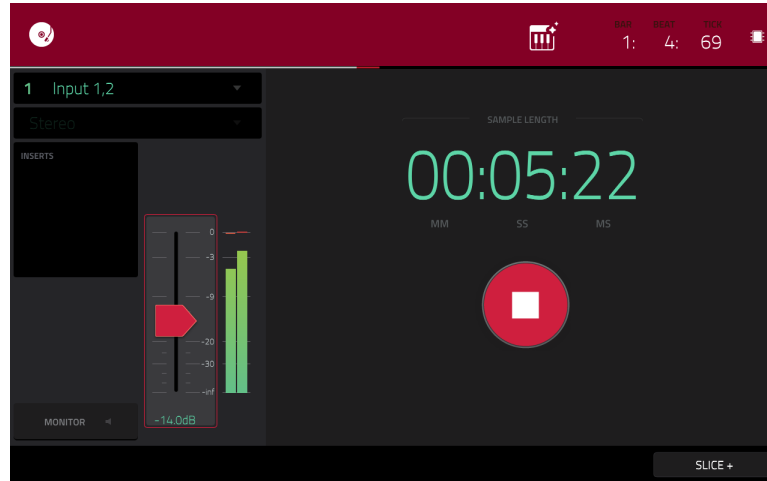 BAR BEAT TICK
1: 4: 69
1 Input 1,2
Stereo
INSERTS
0
-3
-9
-20
-30
-inf
-14.0dB
MONITOR
SAMPLE LENGTH
00:05:22
MM SS MS
SLICE +